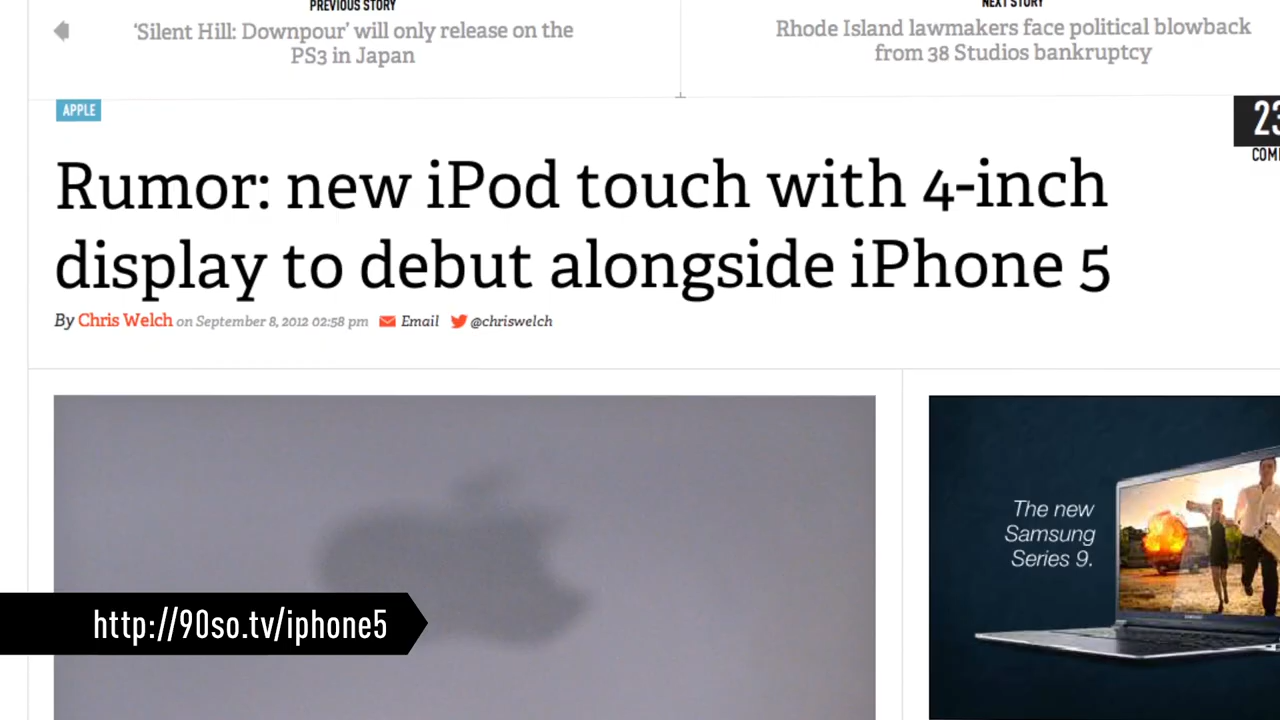 PREVIOUS STORY
'Silent Hill: Downpour' will only release on the
PS3 in Japan
NEXT STORY
Rhode Island lawmakers face political blowback
from 38 Studios bankruptcy
APPLE
Rumor: new iPod touch with 4-inch
display to debut alongside iPhone 5
By Chris Welch on September 8, 2012 02:58 pm Email @chriswelch
The new
Samsung
Series 9.
http://90so.tv/iphone5